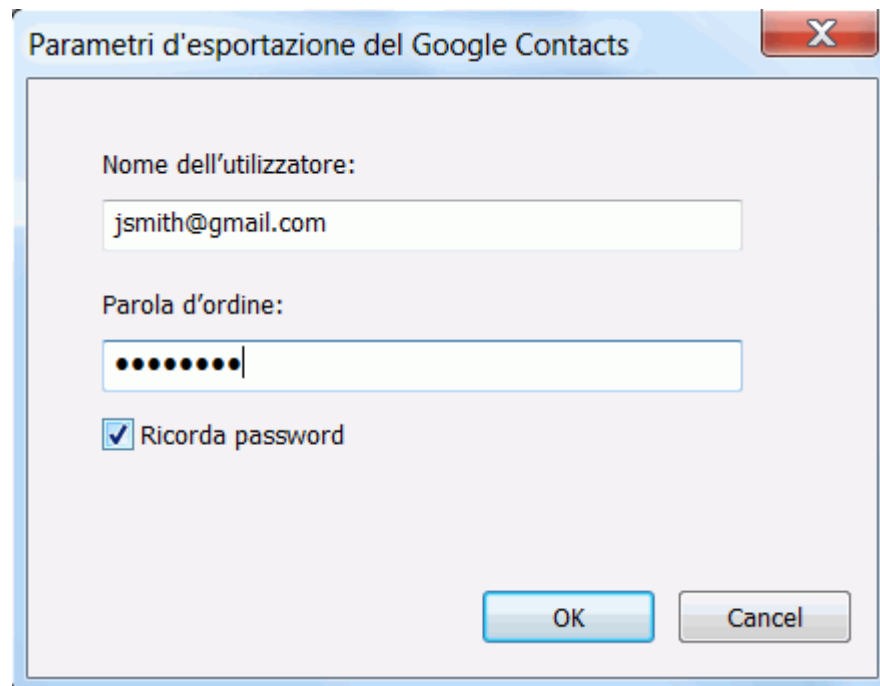 Parametri d'esportazione del Google Contacts
Nome dell’utilizzatore:
jsmith@gmail.com
Parola d’ordine:
●●●●●●●●
Ricorda password
OK Cancel